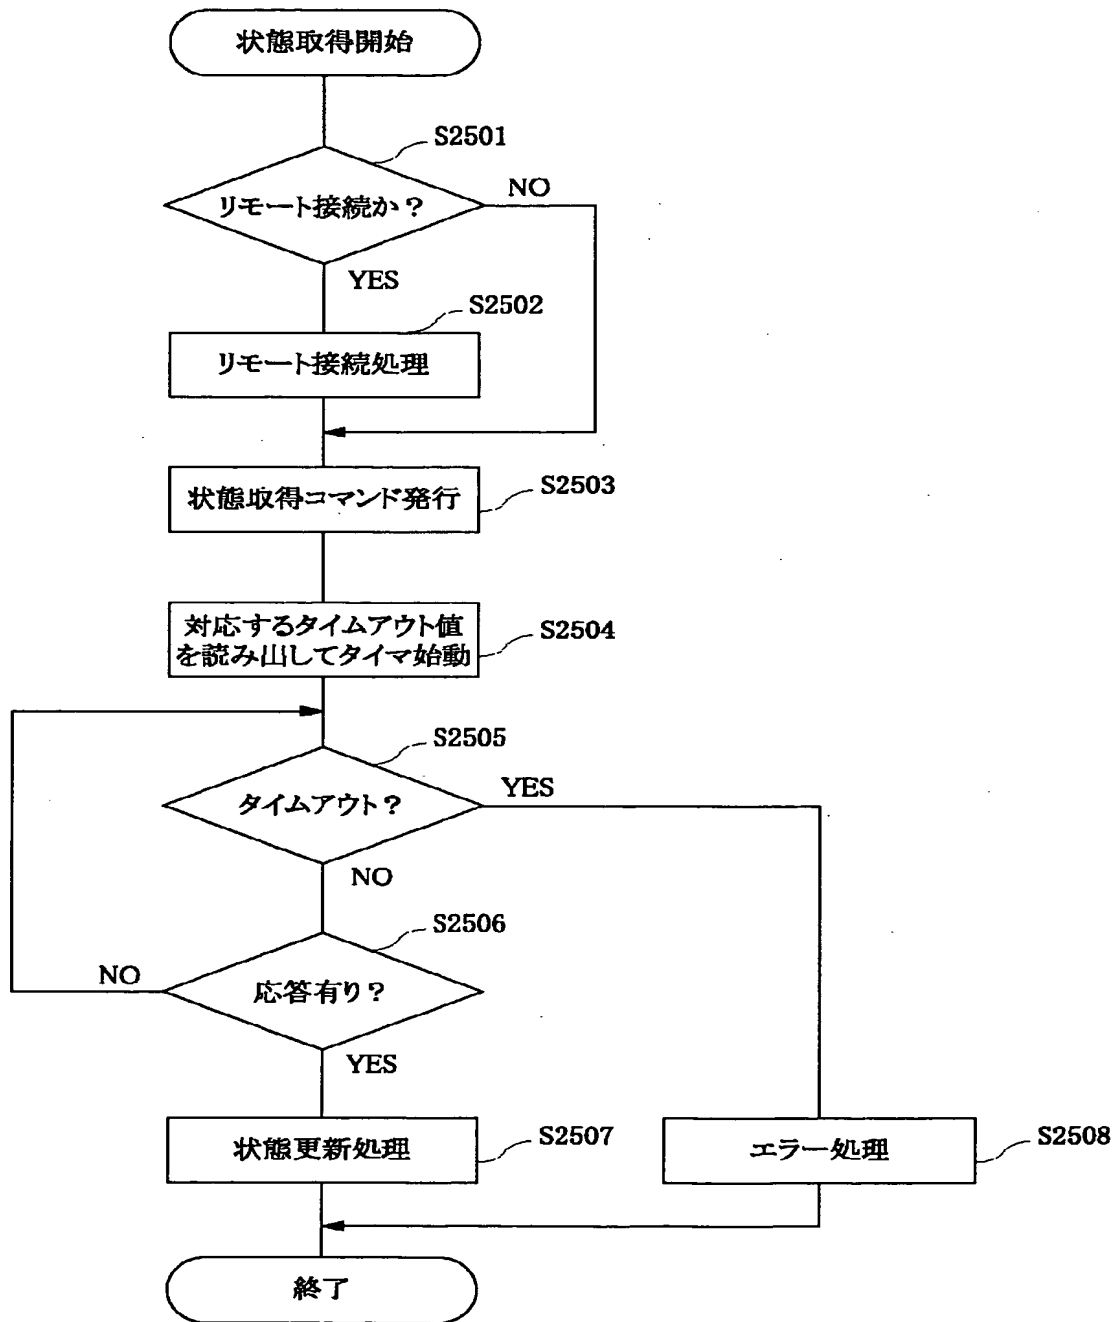 状態取得開始
S2501
リモート接続か？
NO
YES
S2502
リモート接続処理
状態取得コマンド発行
S2503
対応するタイムアウト値
を読み出してタイマ始動
S2504
S2505
タイムアウト？
YES
NO
S2506
応答有り？
NO
YES
状態更新処理
S2507
エラー処理
S2508
終了